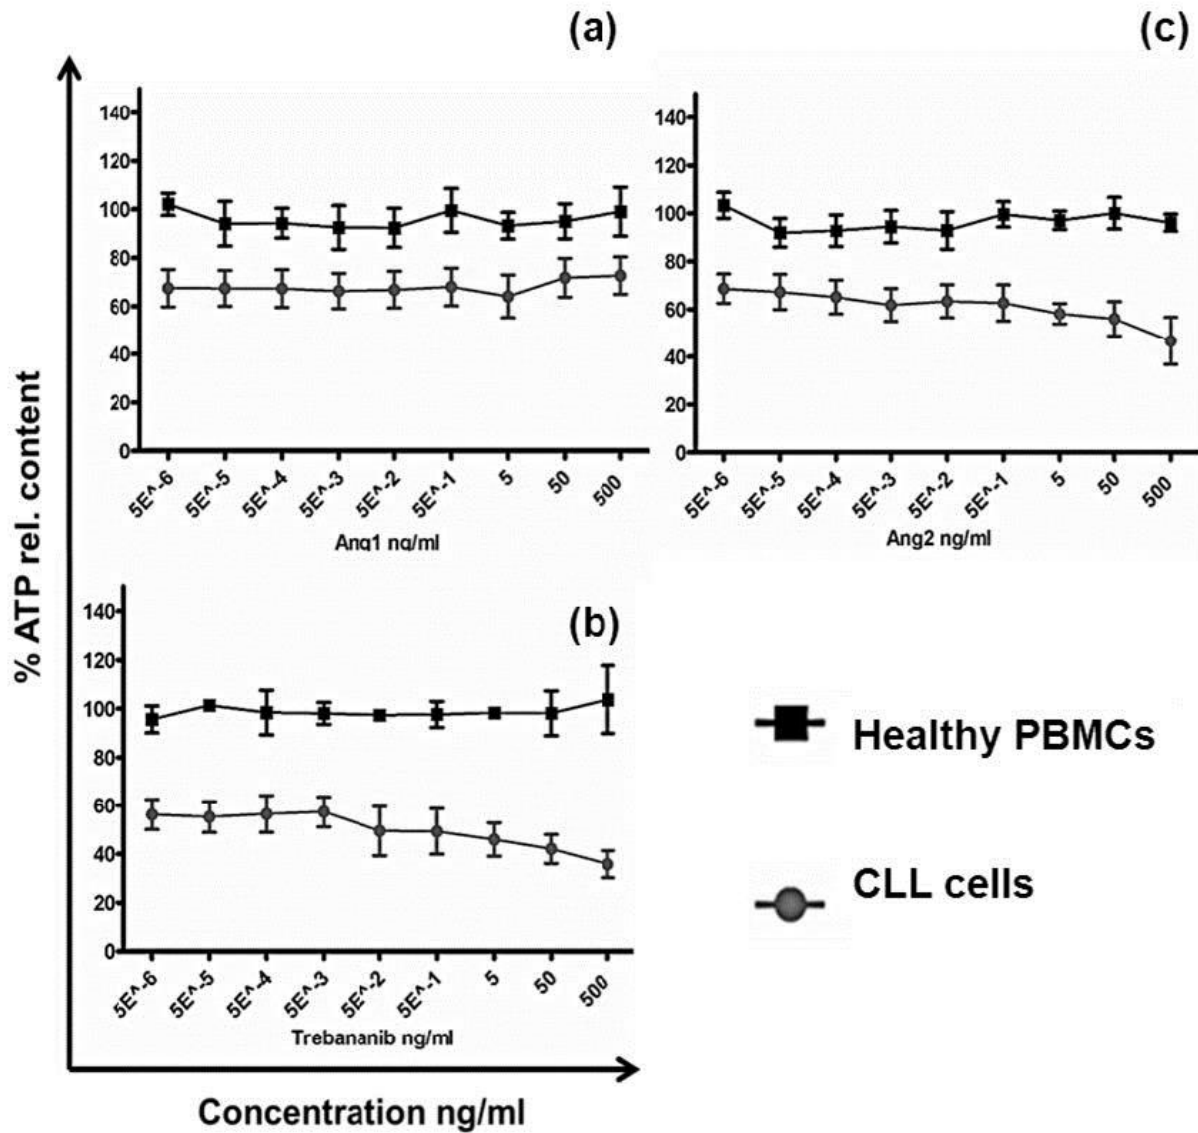 (a)
(c)
140
120
100
80
60
40
20
0
5E^-6 5E^-5 5E^-4 5E^-3 5E^-2 5E^-1 5 50 500
Ang1 ng/ml
140
120
100
80
60
40
20
0
5E^-6 5E^-5 5E^-4 5E^-3 5E^-2 5E^-1 5 50 500
Ang2 ng/ml
% ATP rel. content
(b)
140
120
100
80
60
40
20
0
5E^-6 5E^-5 5E^-4 5E^-3 5E^-2 5E^-1 5 50 500
Trebananib ng/ml
Healthy PBMCs
CLL cells
Concentration ng/ml